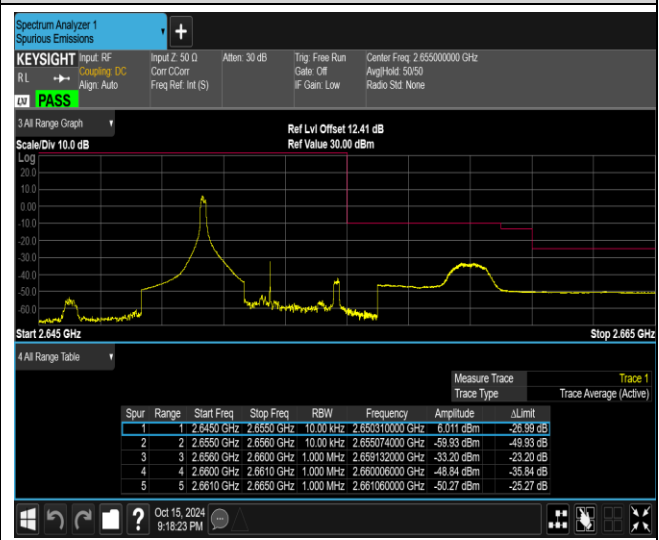 Spectrum Analyzer 1
Spurious Emissions
+
KEYSIGHT Input: RF Input Z: 50 Ω Atten: 30 dB Trig: Free Run Center Freq: 2.655000000 GHz
RL Coupling: DC Corr CCorr Gate: Off Avg|Hold: 50/50
Align: Auto Freq Ref: Int (S) IF Gain: Low Radio Std: None
LXI PASS
3 All Range Graph
Ref Lvl Offset 12.41 dB
Scale/Div 10.0 dB Ref Value 30.00 dBm
Log
20.0
10.0
0.00
-10.0
-20.0
-30.0
-40.0
-50.0
-60.0
Start 2.645 GHz Stop 2.665 GHz
4 All Range Table
Measure Trace Trace 1
Trace Type Trace Average (Active)
Spur Range Start Freq Stop Freq RBW Frequency Amplitude ΔLimit
1 1 2.6450 GHz 2.6550 GHz 10.00 kHz 2.650310000 GHz 6.011 dBm -26.99 dB
2 2 2.6550 GHz 2.6560 GHz 10.00 kHz 2.655074000 GHz -59.93 dBm -49.93 dB
3 3 2.6560 GHz 2.6600 GHz 1.000 MHz 2.659132000 GHz -33.20 dBm -23.20 dB
4 4 2.6600 GHz 2.6610 GHz 1.000 MHz 2.660006000 GHz -48.84 dBm -35.84 dB
5 5 2.6610 GHz 2.6650 GHz 1.000 MHz 2.661060000 GHz -50.27 dBm -25.27 dB
? Oct 15, 2024
9:18:23 PM